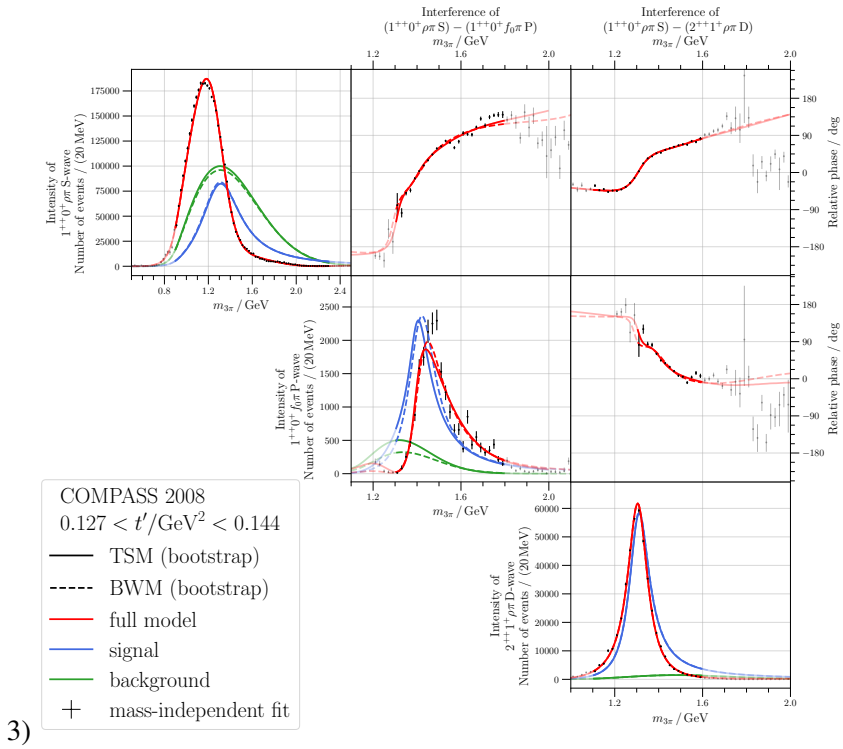 Interference of
(1⁺⁺0⁺ρπ S) − (1⁺⁺0⁺f₀π P)
m₃π / GeV
1.2 1.6 2.0
Interference of
(1⁺⁺0⁺ρπ S) − (2⁺⁺1⁺ρπ D)
m₃π / GeV
1.2 1.6 2.0
Intensity of
1⁺⁺0⁺ρπ S-wave
Number of events / (20 MeV)
175000
150000
125000
100000
75000
50000
25000
0
0.8 1.2 1.6 2.0 2.4
m₃π / GeV
180
90
0
−90
−180
Relative phase / deg
Intensity of
1⁺⁺0⁺f₀π P-wave
Number of events / (20 MeV)
2500
2000
1500
1000
500
0
1.2 1.6 2.0
m₃π / GeV
180
90
0
−90
−180
Relative phase / deg
Intensity of
2⁺⁺1⁺ρπ D-wave
Number of events / (20 MeV)
60000
50000
40000
30000
20000
10000
0
1.2 1.6 2.0
m₃π / GeV
COMPASS 2008
0.127 < t′/GeV² < 0.144
TSM (bootstrap)
BWM (bootstrap)
full model
signal
background
mass-independent fit
3)